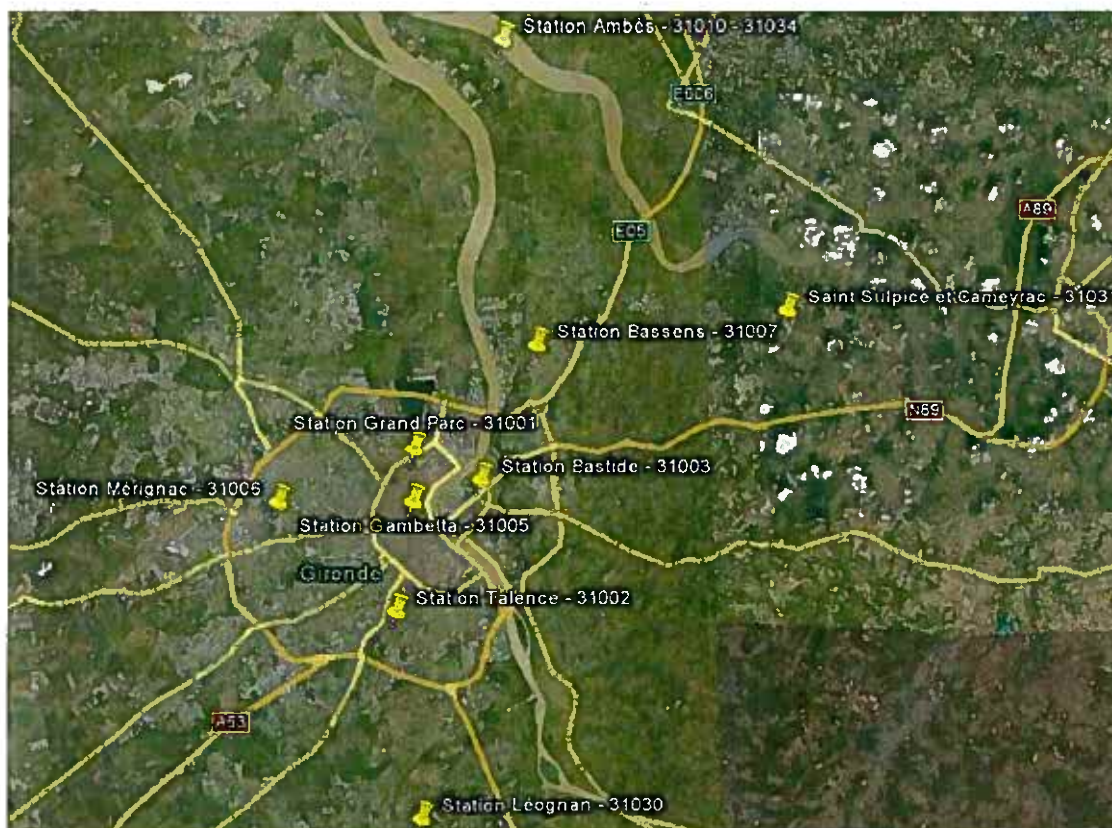 Station Ambès - 31010 - 31034
E606
A89
E05
Saint Sulpice et Cameyrac - 3103
Station Bassens - 31007
N89
Station Grand Parc - 31001
Station Bastide - 31003
Station Mérignac - 31006
Station Gambetta - 31005
Gironde
Station Talence - 31002
A63
Station Léognan - 31030